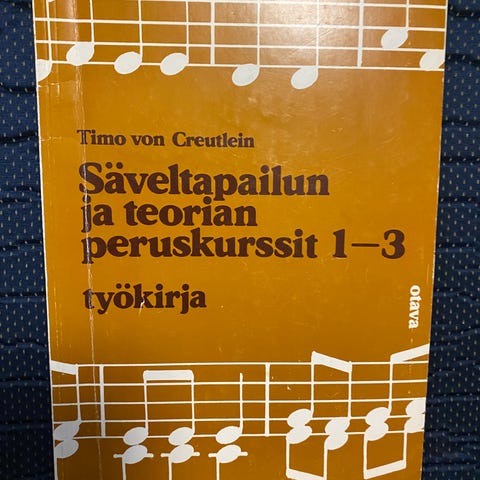 Timo von Creutlein
Säveltapailun
ja teorian
peruskurssit 1–3
työkirja
otava